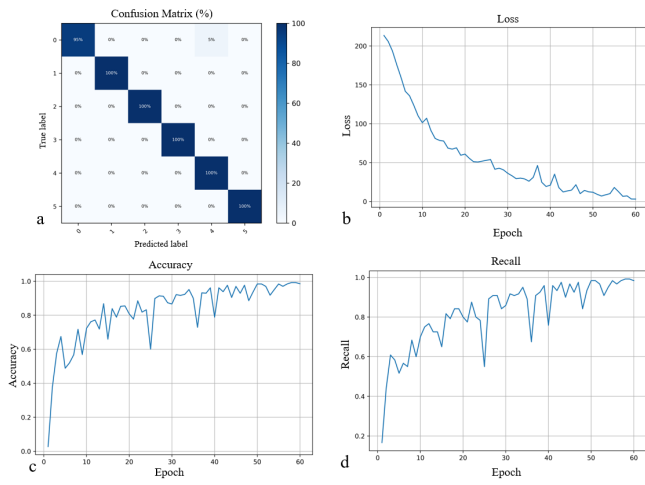 Confusion Matrix (%)
0 95% 0% 0% 0% 5% 0%
1 0% 100% 0% 0% 0% 0%
2 0% 0% 100% 0% 0% 0%
3 0% 0% 0% 100% 0% 0%
4 0% 0% 0% 0% 100% 0%
5 0% 0% 0% 0% 0% 100%
0 1 2 3 4 5
True label
Predicted label
100
80
60
40
20
0
a
Loss
200
150
100
50
0
0 10 20 30 40 50 60
Loss
Epoch
b
Accuracy
1.0
0.8
0.6
0.4
0.2
0.0
0 10 20 30 40 50 60
Accuracy
Epoch
c
Recall
1.0
0.8
0.6
0.4
0.2
0 10 20 30 40 50 60
Recall
Epoch
d